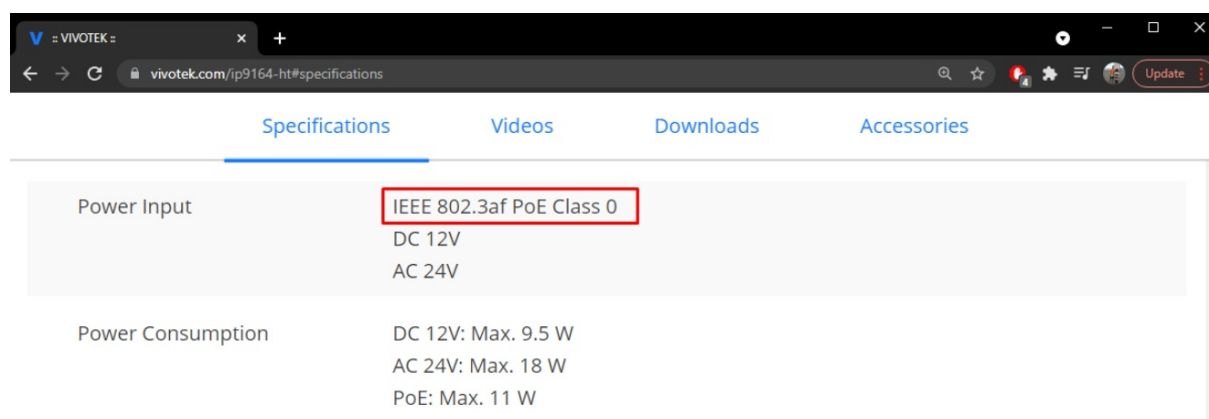 :: VIVOTEK ::
vivotek.com/ip9164-ht#specifications
4
Update
Specifications Videos Downloads Accessories
Power Input IEEE 802.3af PoE Class 0
DC 12V
AC 24V
Power Consumption DC 12V: Max. 9.5 W
AC 24V: Max. 18 W
PoE: Max. 11 W